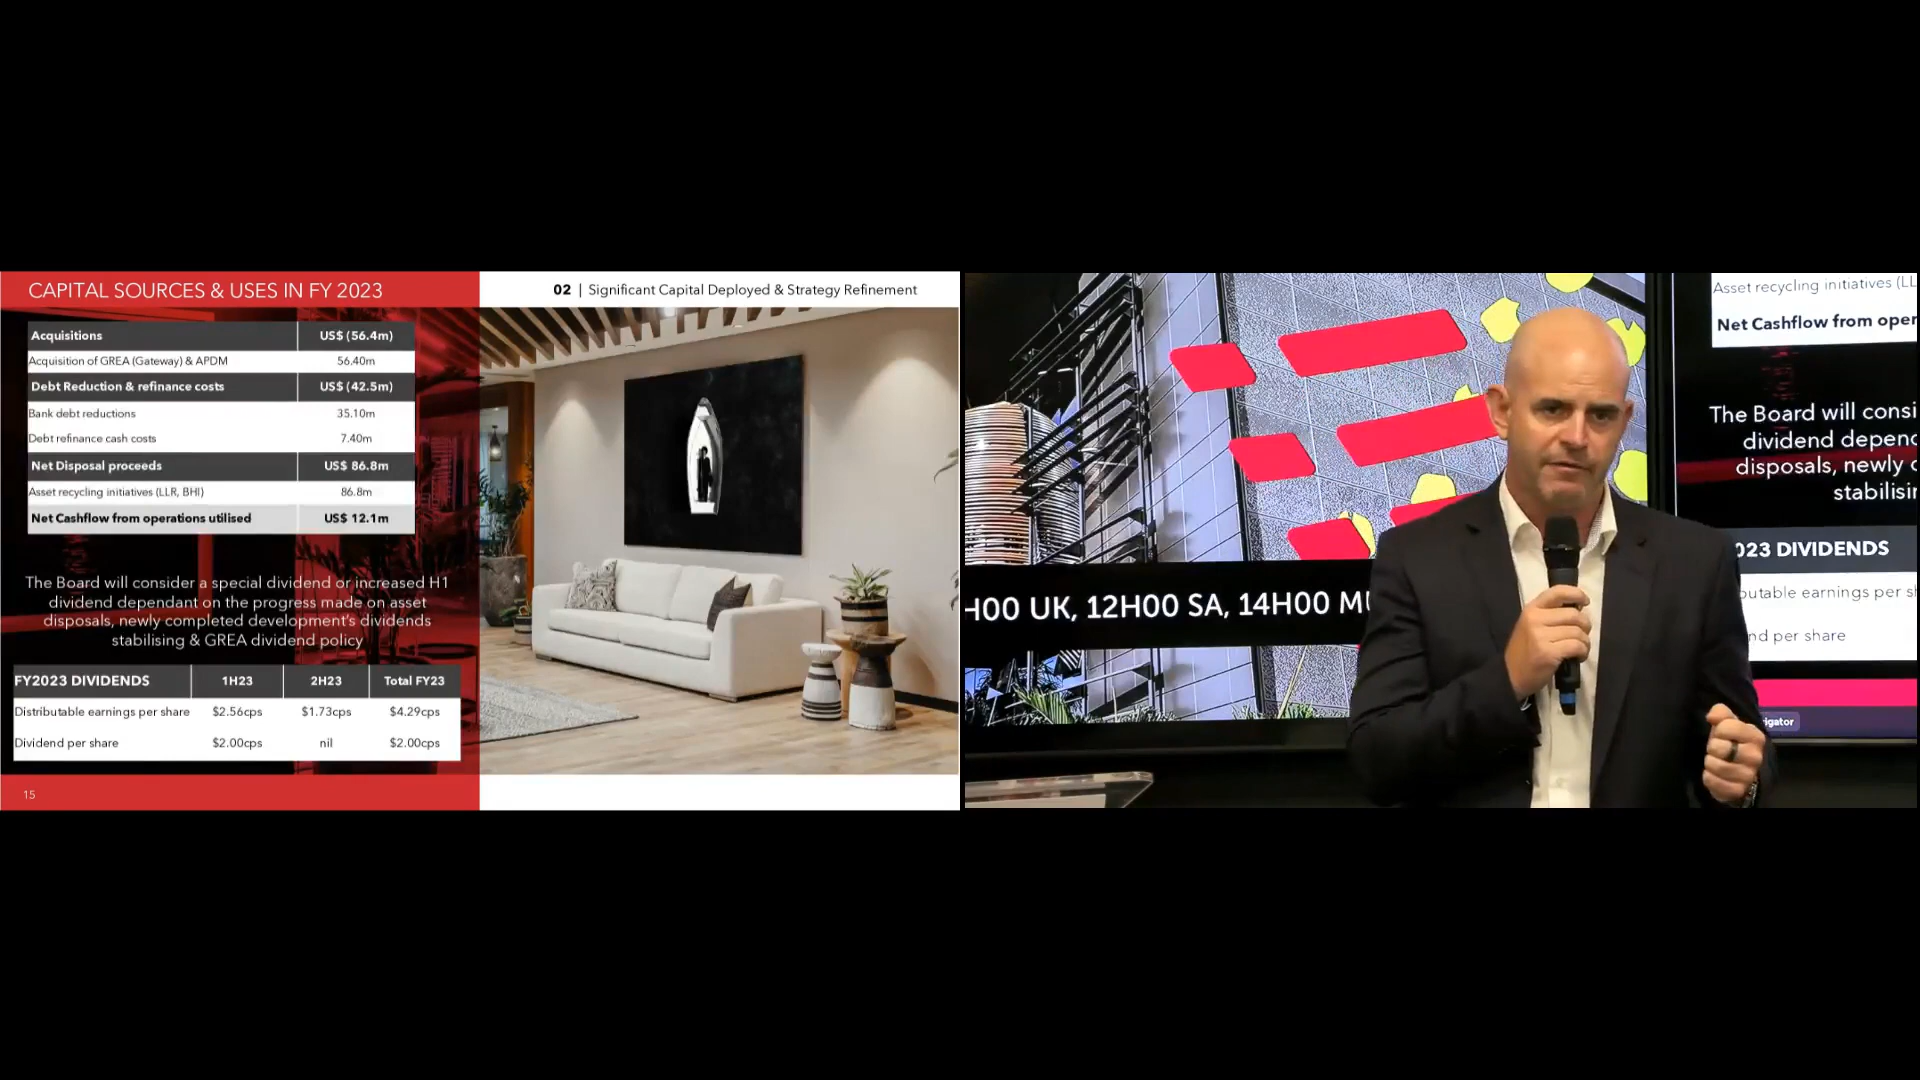 CAPITAL SOURCES & USES IN FY 2023
02 | Significant Capital Deployed & Strategy Refinement
Acquisitions US$ (56.4m)
Acquisition of GREA (Gateway) & APDM 56.40m
Debt Reduction & refinance costs US$ (42.5m)
Bank debt reductions 35.10m
Debt refinance cash costs 7.40m
Net Disposal proceeds US$ 86.8m
Asset recycling initiatives (LLR, BHI) 86.8m
Net Cashflow from operations utilised US$ 12.1m
The Board will consider a special dividend or increased H1
dividend dependant on the progress made on asset
disposals, newly completed development's dividends
stabilising & GREA dividend policy
FY2023 DIVIDENDS 1H23 2H23 Total FY23
Distributable earnings per share $2.56cps $1.73cps $4.29cps
Dividend per share $2.00cps nil $2.00cps
15
H00 UK, 12H00 SA, 14H00 MU
Asset recycling initiatives (LL
Net Cashflow from oper
The Board will consi
dividend depend
disposals, newly c
stabilisin
023 DIVIDENDS
butable earnings per sh
nd per share
igator